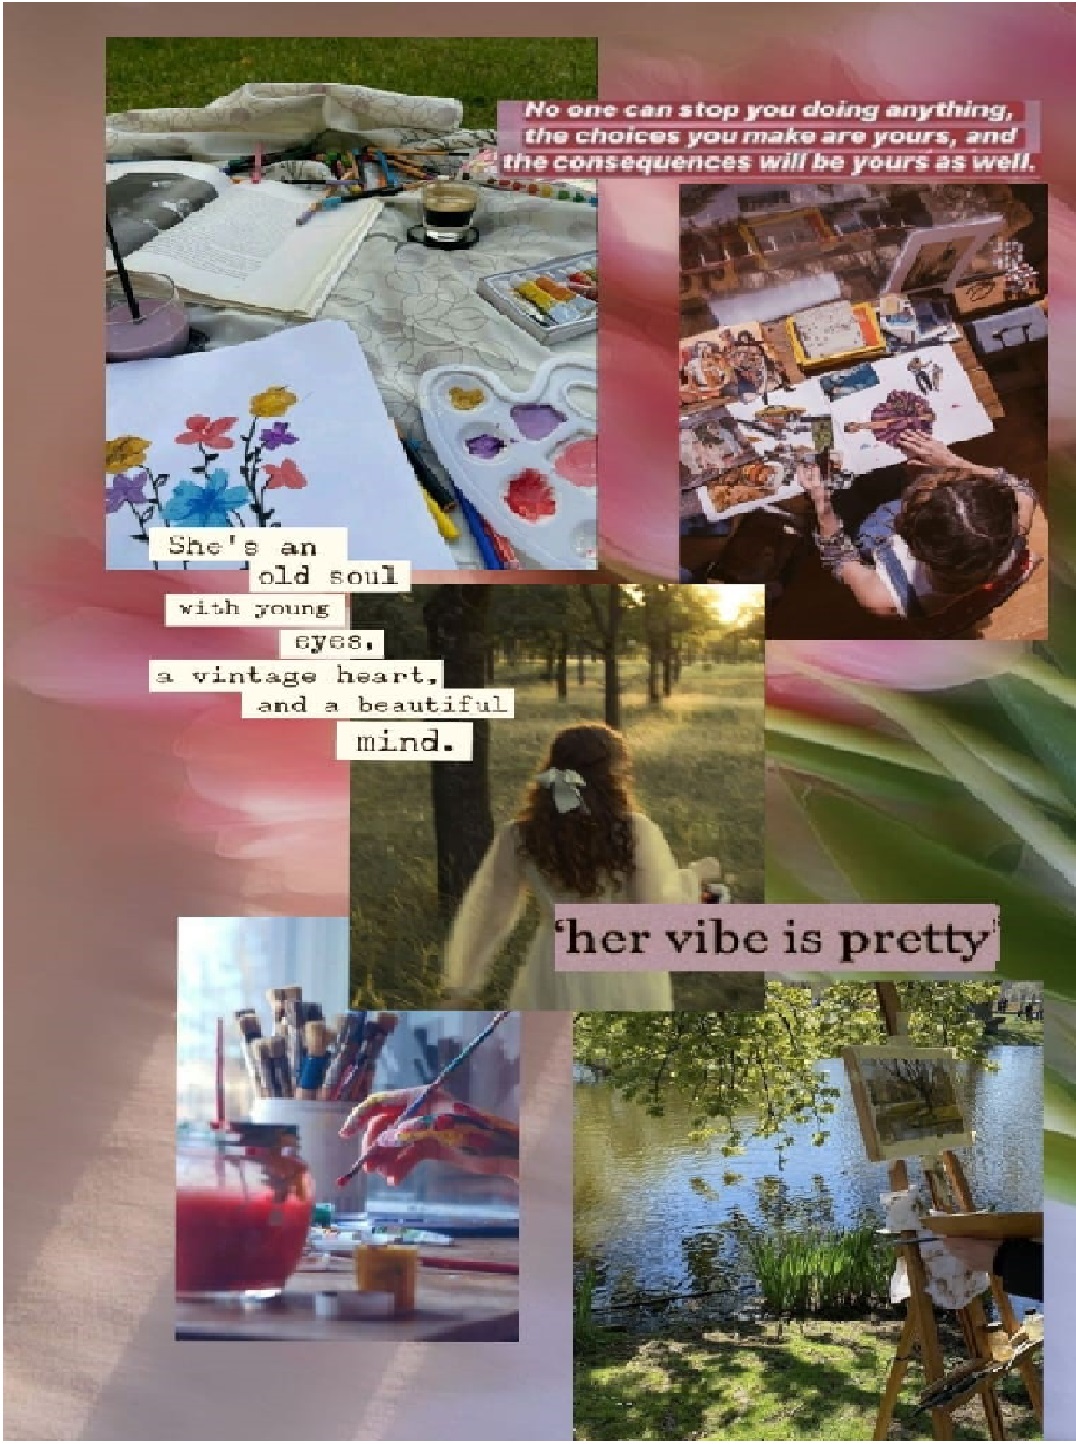 No one can stop you doing anything,
the choices you make are yours, and
the consequences will be yours as well.
She's an
old soul
with young
eyes,
a vintage heart,
and a beautiful
mind.
'her vibe is pretty'